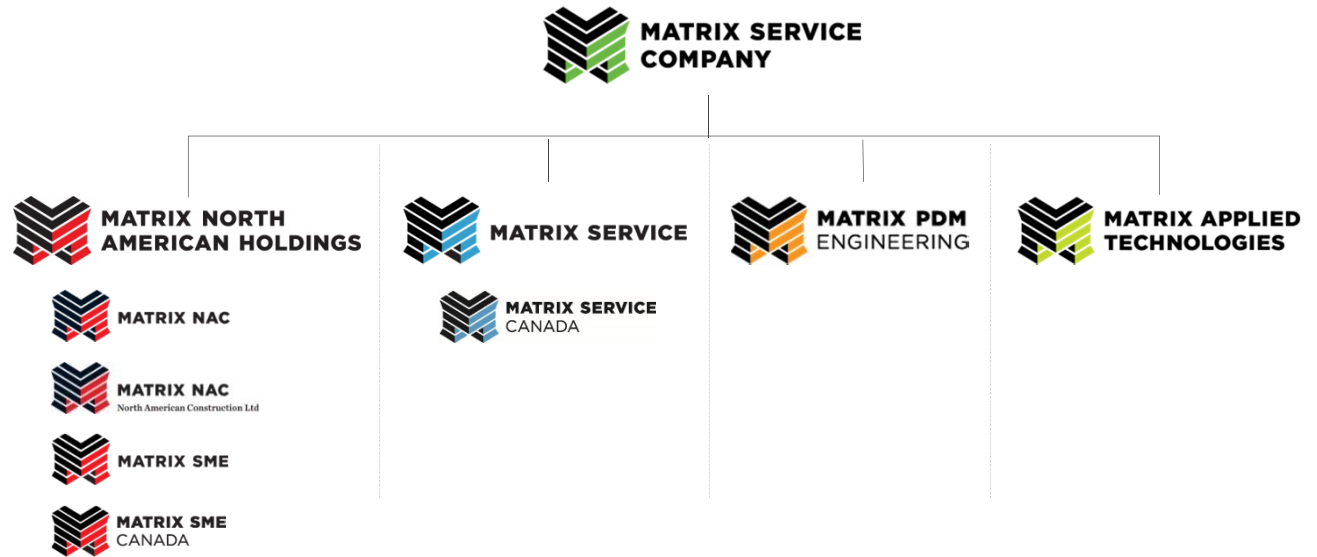 MATRIX SERVICE
COMPANY
MATRIX NORTH
AMERICAN HOLDINGS
MATRIX NAC
MATRIX NAC
North American Construction Ltd
MATRIX SME
MATRIX SME
CANADA
MATRIX SERVICE
MATRIX SERVICE
CANADA
MATRIX PDM
ENGINEERING
MATRIX APPLIED
TECHNOLOGIES